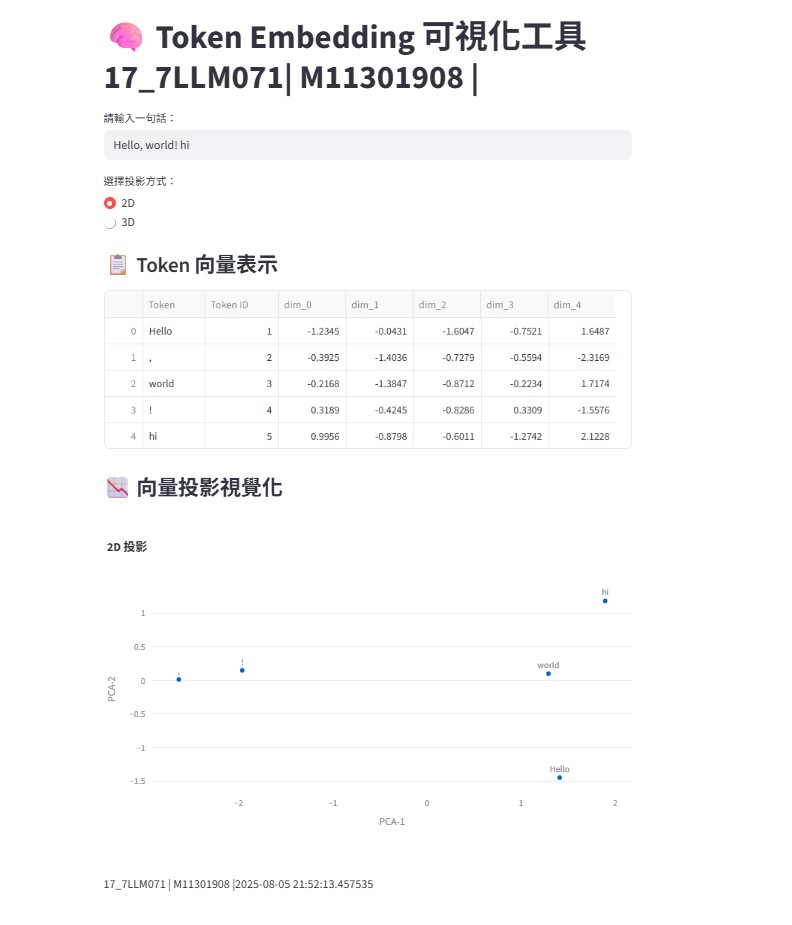 Token Embedding 可視化工具
17_7LLM071| M11301908 |
請輸入一句話：
Hello, world! hi
選擇投影方式：
2D
3D
Token 向量表示
Token Token ID dim_0 dim_1 dim_2 dim_3 dim_4
0 Hello 1 -1.2345 -0.0431 -1.6047 -0.7521 1.6487
1 , 2 -0.3925 -1.4036 -0.7279 -0.5594 -2.3169
2 world 3 -0.2168 -1.3847 -0.8712 -0.2234 1.7174
3 ! 4 0.3189 -0.4245 -0.8286 0.3309 -1.5576
4 hi 5 0.9956 -0.8798 -0.6011 -1.2742 2.1228
向量投影視覺化
2D 投影
hi
1
0.5
!
world
,
0
PCA-2
−0.5
−1
Hello
−1.5
−2 −1 0 1 2
PCA-1
17_7LLM071 | M11301908 |2025-08-05 21:52:13.457535